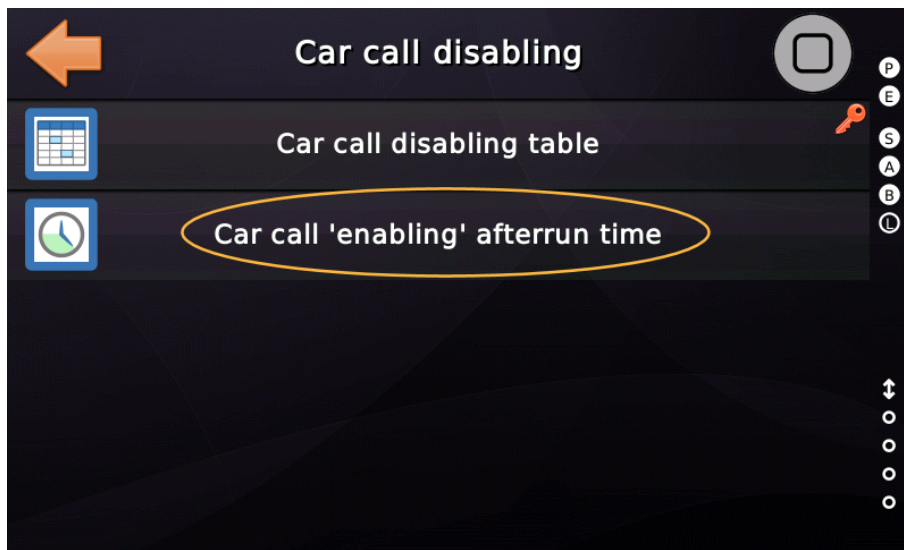 Car call disabling
P
E
Car call disabling table
S
A
B
Car call 'enabling' afterrun time
L